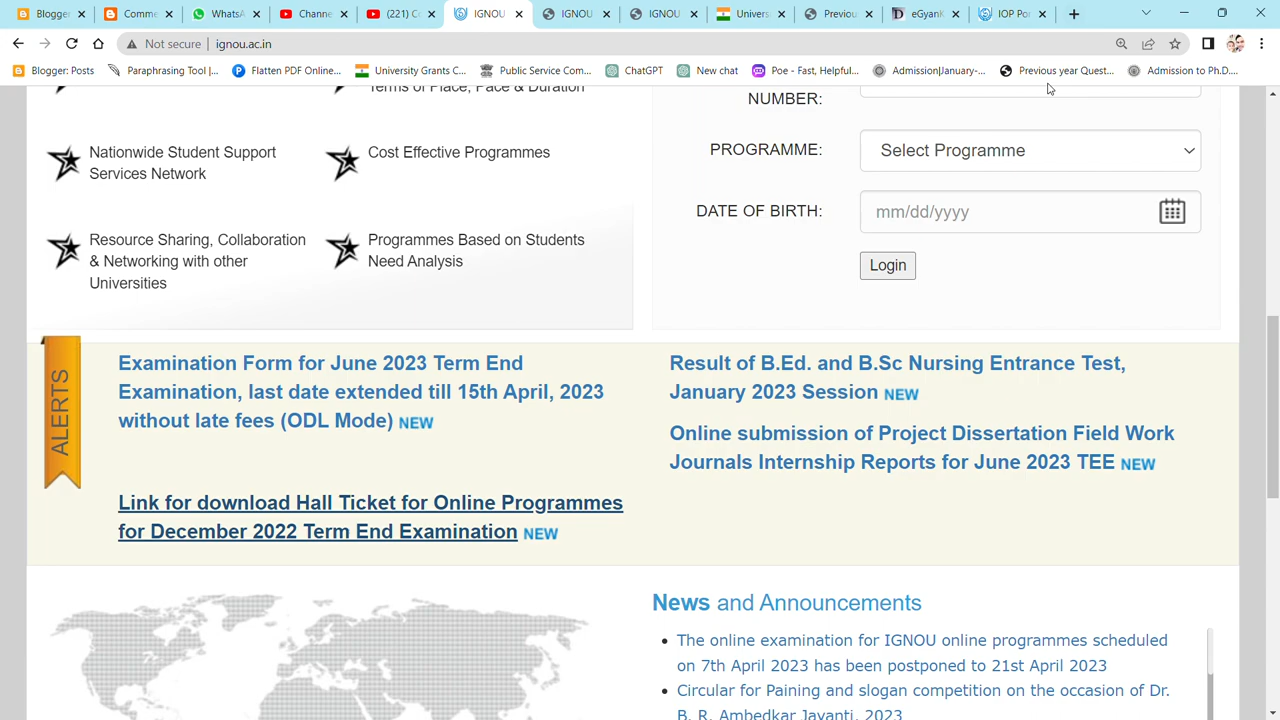 Blogger
Comme
WhatsA
Channe
(221) C
IGNOU
IGNOU
IGNOU
Univers
Previou
eGyanK
IOP Por
Not secure
ignou.ac.in
Blogger: Posts
Paraphrasing Tool |...
Flatten PDF Online...
University Grants C...
Public Service Com...
ChatGPT
New chat
Poe - Fast, Helpful...
Admission|January-...
Previous year Quest...
Admission to Ph.D....
Terms of Place, Pace & Duration
Nationwide Student Support
Services Network
Cost Effective Programmes
Resource Sharing, Collaboration
& Networking with other
Universities
Programmes Based on Students
Need Analysis
NUMBER:
PROGRAMME:
Select Programme
DATE OF BIRTH:
mm/dd/yyyy
Login
ALERTS
Examination Form for June 2023 Term End
Examination, last date extended till 15th April, 2023
without late fees (ODL Mode) NEW
Link for download Hall Ticket for Online Programmes
for December 2022 Term End Examination NEW
Result of B.Ed. and B.Sc Nursing Entrance Test,
January 2023 Session NEW
Online submission of Project Dissertation Field Work
Journals Internship Reports for June 2023 TEE NEW
News and Announcements
The online examination for IGNOU online programmes scheduled
on 7th April 2023 has been postponed to 21st April 2023
Circular for Paining and slogan competition on the occasion of Dr.
B. R. Ambedkar Jayanti, 2023